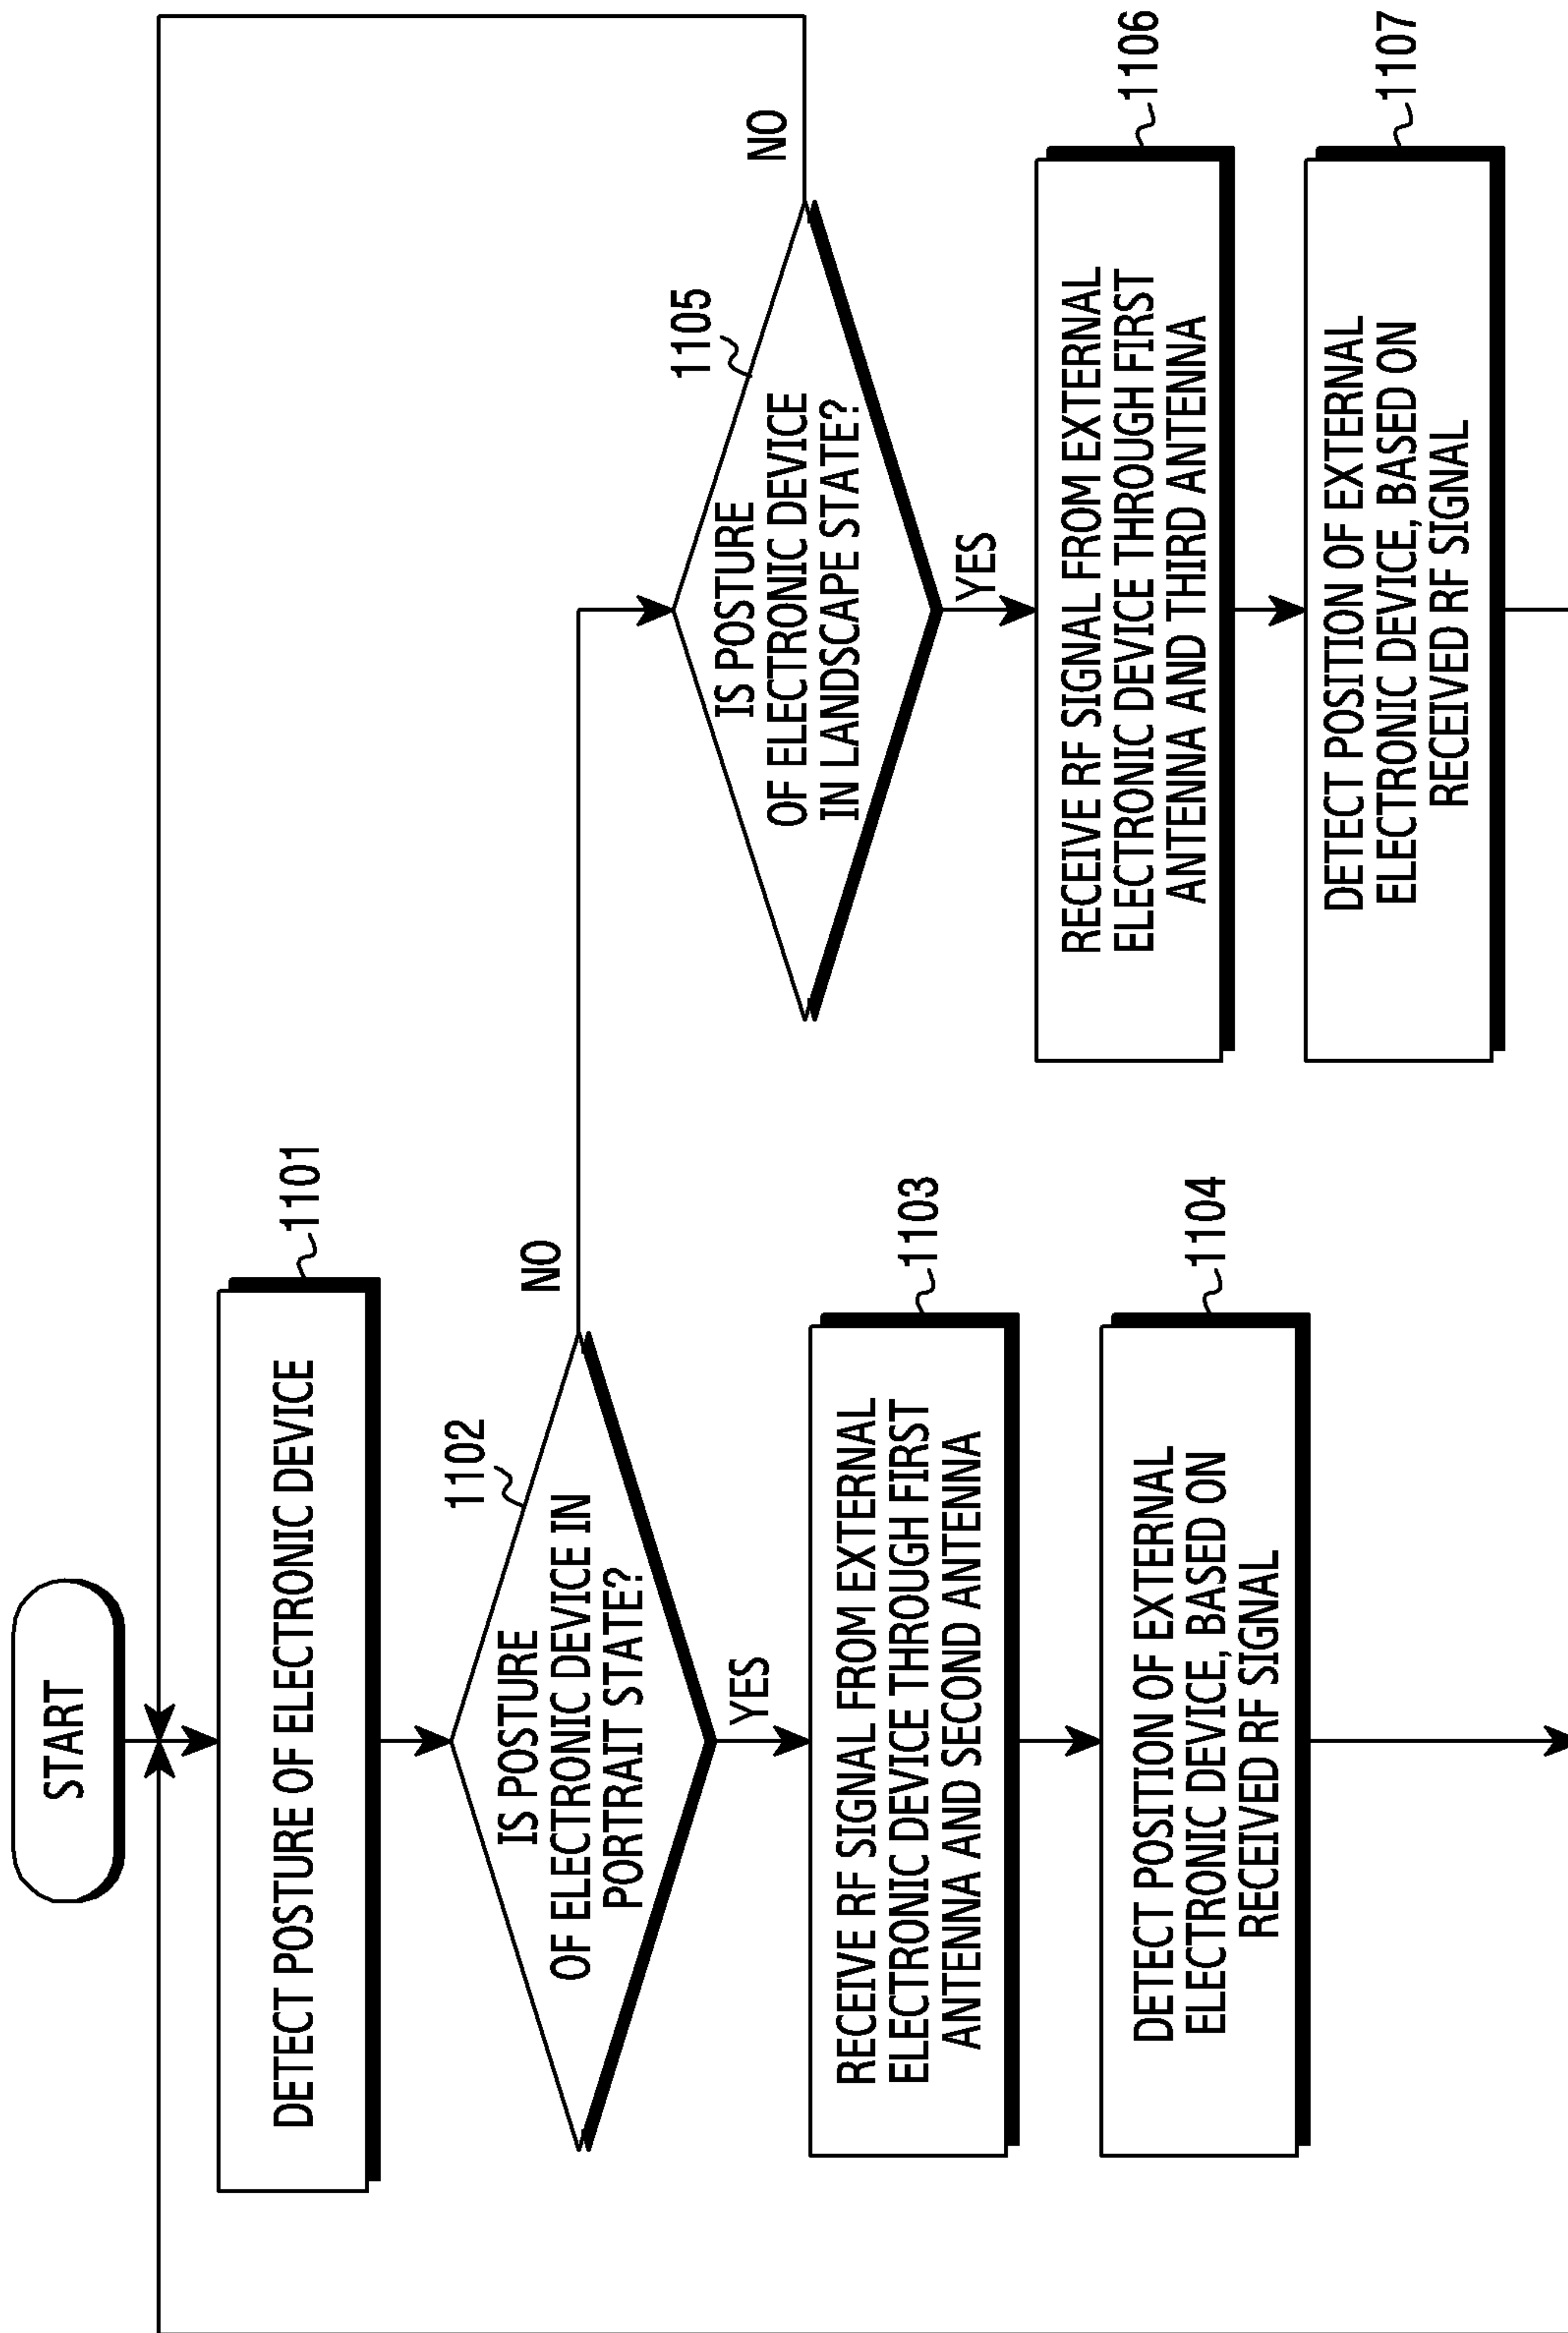 START
DETECT POSTURE OF ELECTRONIC DEVICE
1101
1102
IS POSTURE
OF ELECTRONIC DEVICE IN
PORTRAIT STATE?
NO
YES
RECEIVE RF SIGNAL FROM EXTERNAL
ELECTRONIC DEVICE THROUGH FIRST
ANTENNA AND SECOND ANTENNA
1103
DETECT POSITION OF EXTERNAL
ELECTRONIC DEVICE, BASED ON
RECEIVED RF SIGNAL
1104
1105
IS POSTURE
OF ELECTRONIC DEVICE
IN LANDSCAPE STATE?
NO
YES
RECEIVE RF SIGNAL FROM EXTERNAL
ELECTRONIC DEVICE THROUGH FIRST
ANTENNA AND THIRD ANTENNA
1106
DETECT POSITION OF EXTERNAL
ELECTRONIC DEVICE, BASED ON
RECEIVED RF SIGNAL
1107